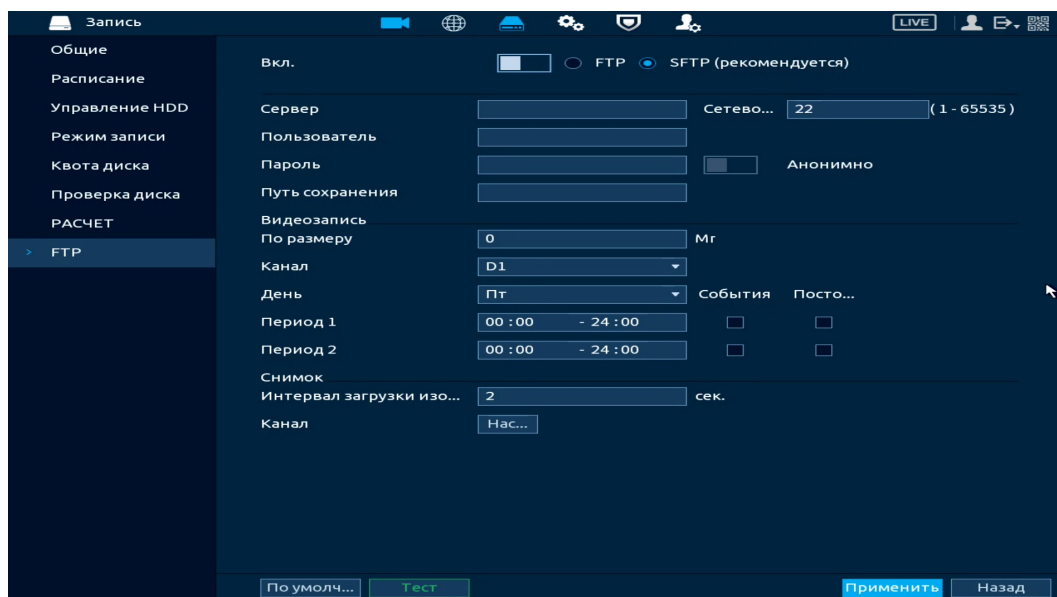 Запись LIVE
Общие
Расписание
Управление HDD
Режим записи
Квота диска
Проверка диска
РАСЧЕТ
FTP
Вкл. FTP SFTP (рекомендуется)
Сервер Сетево... 22 (1-65535)
Пользователь
Пароль Анонимно
Путь сохранения
Видеозапись
По размеру 0 Мг
Канал D1
День Пт События Посто...
Период 1 00:00 - 24:00
Период 2 00:00 - 24:00
Снимок
Интервал загрузки изо... 2 сек.
Канал Нас...
По умолч... Тест Применить Назад